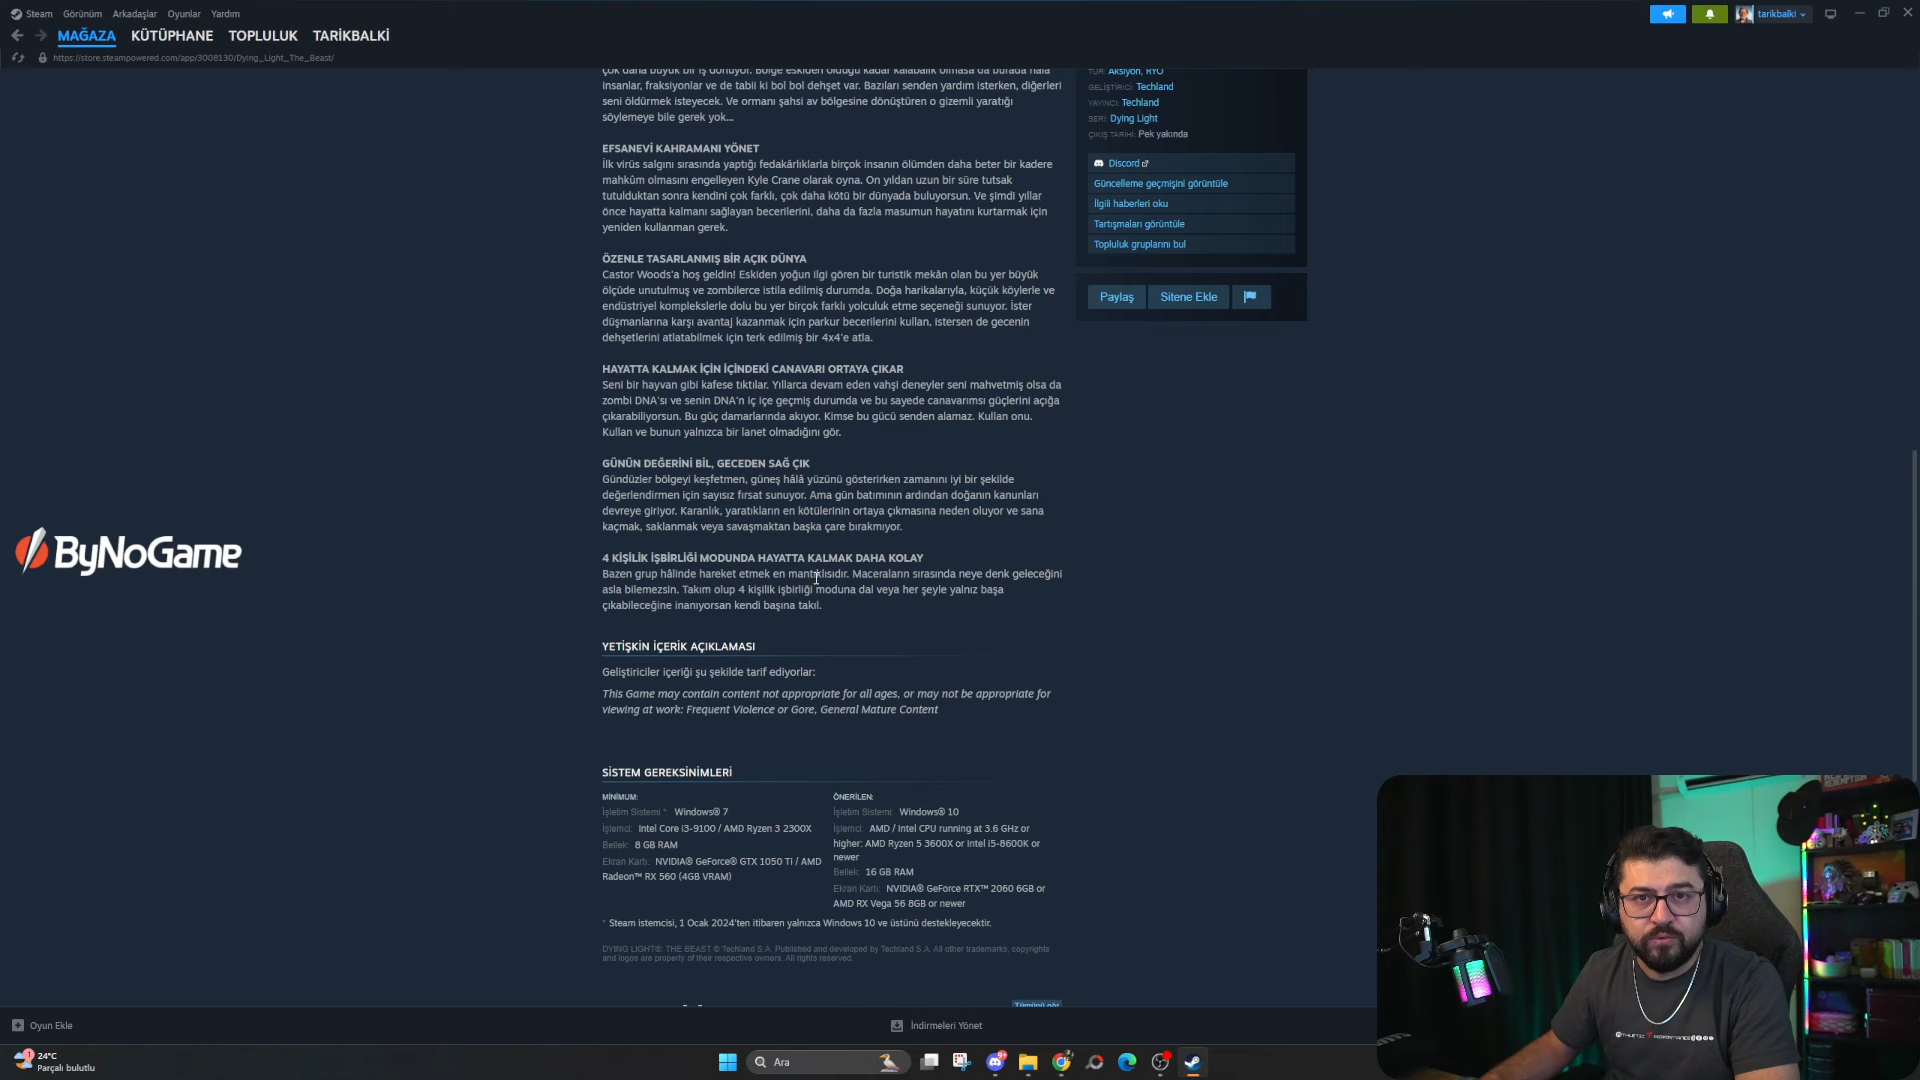 Steam Görünüm Arkadaşlar Oyunlar Yardım
tarikbalki
MAĞAZA KÜTÜPHANE TOPLULUK TARİKBALKİ
https://store.steampowered.com/app/3008130/Dying_Light_The_Beast/
çok daha büyük bir iş dönüyor. Bölge eskiden olduğu kadar kalabalık olmasa da burada hâlâ
insanlar, fraksiyonlar ve de tabii ki bol bol dehşet var. Bazıları senden yardım isterken, diğerleri
seni öldürmek isteyecek. Ve ormanı şahsi av bölgesine dönüştüren o gizemli yaratığı
söylemeye bile gerek yok...
EFSANEVİ KAHRAMANI YÖNET
İlk virüs salgını sırasında yaptığı fedakârlıklarla birçok insanın ölümden daha beter bir kadere
mahkûm olmasını engelleyen Kyle Crane olarak oyna. On yıldan uzun bir süre tutsak
tutulduktan sonra kendini çok farklı, çok daha kötü bir dünyada buluyorsun. Ve şimdi yıllar
önce hayatta kalmanı sağlayan becerilerini, daha da fazla masumun hayatını kurtarmak için
yeniden kullanman gerek.
ÖZENLE TASARLANMIŞ BİR AÇIK DÜNYA
Castor Woods'a hoş geldin! Eskiden yoğun ilgi gören bir turistik mekân olan bu yer büyük
ölçüde unutulmuş ve zombilerce istila edilmiş durumda. Doğa harikalarıyla, küçük köylerle ve
endüstriyel komplekslerle dolu bu yer birçok farklı yolculuk etme seçeneği sunuyor. İster
düşmanlarına karşı avantaj kazanmak için parkur becerilerini kullan, istersen de gecenin
dehşetlerini atlatabilmek için terk edilmiş bir 4x4'e atla.
HAYATTA KALMAK İÇİN İÇİNDEKİ CANAVARI ORTAYA ÇIKAR
Seni bir hayvan gibi kafese tıktılar. Yıllarca devam eden vahşi deneyler seni mahvetmiş olsa da
zombi DNA'sı ve senin DNA'n iç içe geçmiş durumda ve bu sayede canavarımsı güçlerini açığa
çıkarabiliyorsun. Bu güç damarlarında akıyor. Kimse bu gücü senden alamaz. Kullan onu.
Kullan ve bunun yalnızca bir lanet olmadığını gör.
GÜNÜN DEĞERİNİ BİL, GECEDEN SAĞ ÇIK
Gündüzler bölgeyi keşfetmen, güneş hâlâ yüzünü gösterirken zamanını iyi bir şekilde
değerlendirmen için sayısız fırsat sunuyor. Ama gün batımının ardından doğanın kanunları
devreye giriyor. Karanlık, yaratıkların en kötülerinin ortaya çıkmasına neden oluyor ve sana
kaçmak, saklanmak veya savaşmaktan başka çare bırakmıyor.
4 KİŞİLİK İŞBİRLİĞİ MODUNDA HAYATTA KALMAK DAHA KOLAY
Bazen grup hâlinde hareket etmek en mantıklısıdır. Maceraların sırasında neye denk geleceğini
asla bilemezsin. Takım olup 4 kişilik işbirliği moduna dal veya her şeyle yalnız başa
çıkabileceğine inanıyorsan kendi başına takıl.
YETİŞKİN İÇERİK AÇIKLAMASI
Geliştiriciler içeriği şu şekilde tarif ediyorlar:
This Game may contain content not appropriate for all ages, or may not be appropriate for
viewing at work: Frequent Violence or Gore, General Mature Content
SİSTEM GEREKSİNİMLERİ
MİNİMUM:
İşletim Sistemi *: Windows® 7
İşlemci: Intel Core i3-9100 / AMD Ryzen 3 2300X
Bellek: 8 GB RAM
Ekran Kartı: NVIDIA® GeForce® GTX 1050 Ti / AMD
Radeon™ RX 560 (4GB VRAM)
ÖNERİLEN:
İşletim Sistemi: Windows® 10
İşlemci: AMD / Intel CPU running at 3.6 GHz or
higher: AMD Ryzen 5 3600X or Intel i5-8600K or
newer
Bellek: 16 GB RAM
Ekran Kartı: NVIDIA® GeForce RTX™ 2060 6GB or
AMD RX Vega 56 8GB or newer
* Steam istemcisi, 1 Ocak 2024'ten itibaren yalnızca Windows 10 ve üstünü destekleyecektir.
DYING LIGHT®: THE BEAST © Techland S.A. Published and developed by Techland S.A. All other trademarks, copyrights
and logos are property of their respective owners. All rights reserved.
Tümünü gör
TÜR: Aksiyon, RYO
GELİŞTİRİCİ: Techland
YAYINCI: Techland
SERİ: Dying Light
ÇIKIŞ TARİHİ: Pek yakında
Discord
Güncelleme geçmişini görüntüle
İlgili haberleri oku
Tartışmaları görüntüle
Topluluk gruplarını bul
Paylaş Sitene Ekle
ByNoGame
Oyun Ekle
İndirmeleri Yönet
24°C
Parçalı bulutlu
Ara